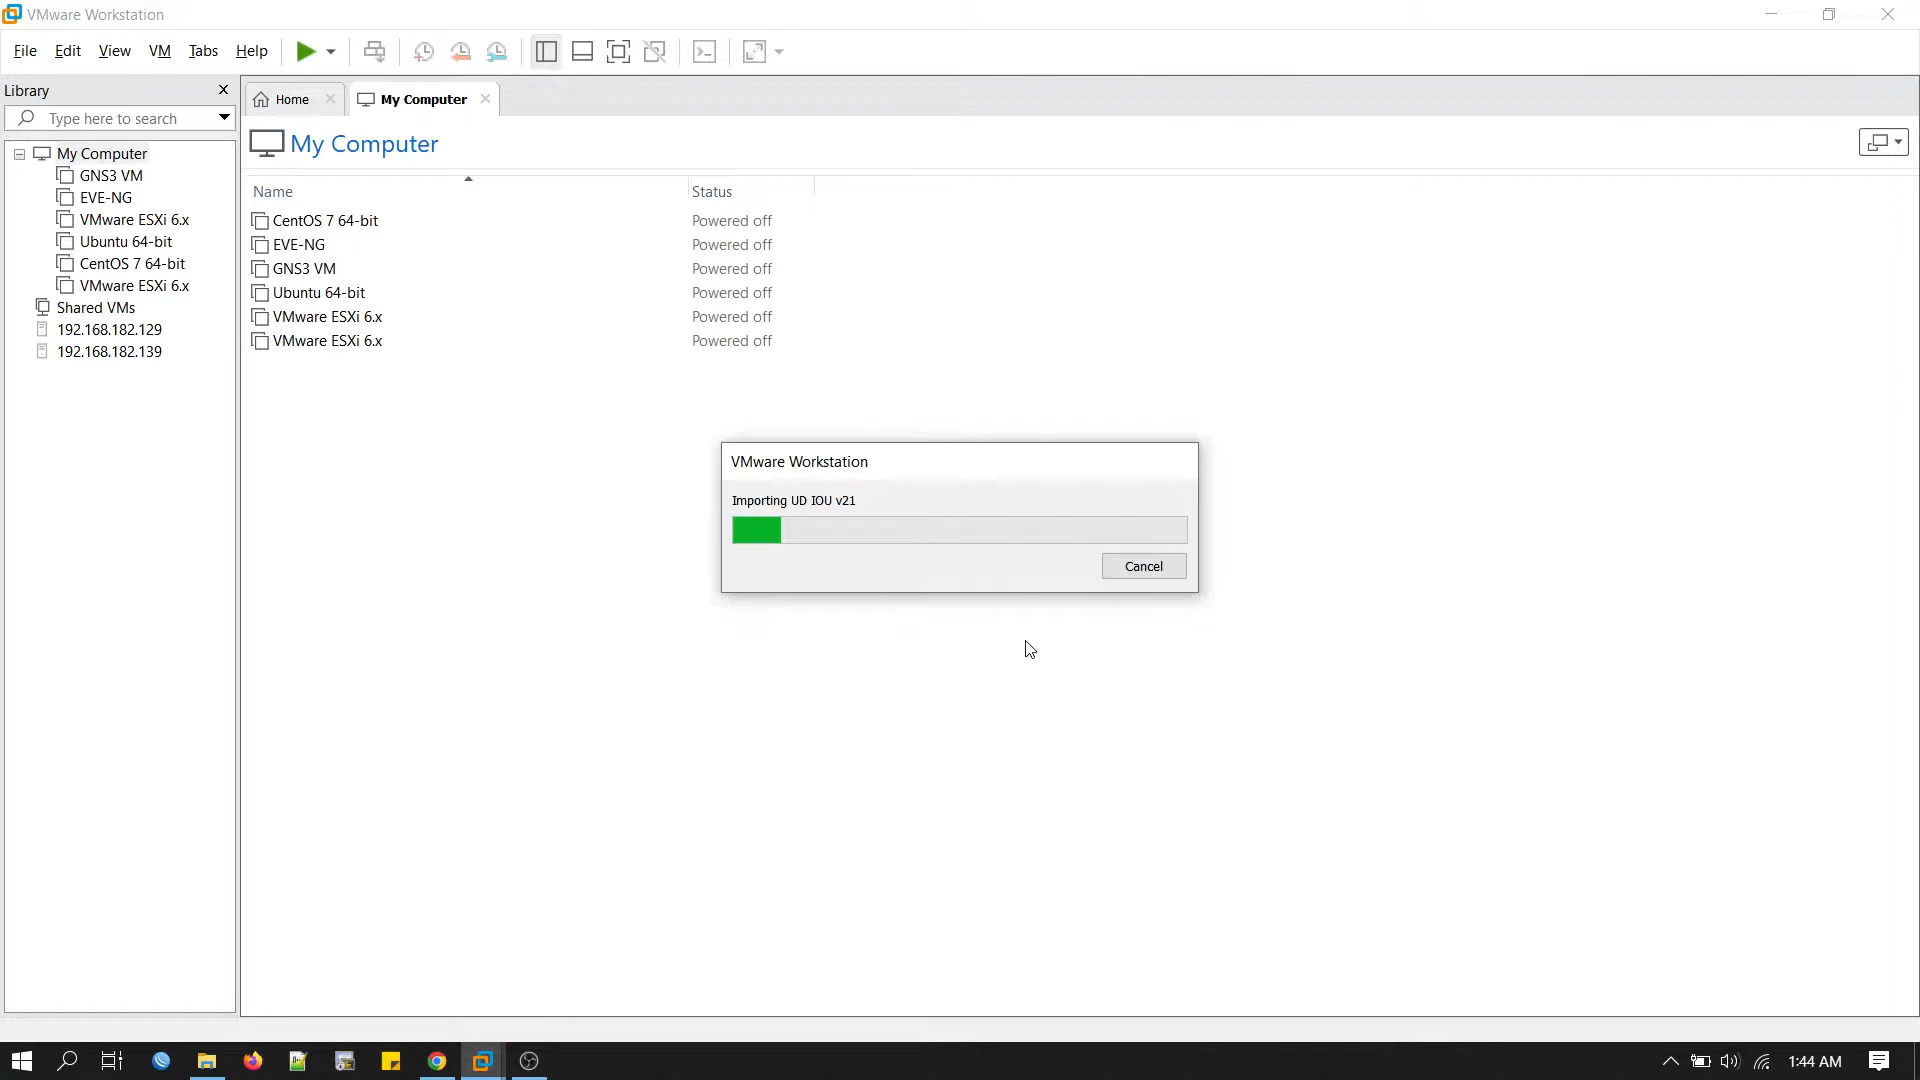 VMware Workstation
File Edit View VM Tabs Help
Library
Type here to search
My Computer
GNS3 VM
EVE-NG
VMware ESXi 6.x
Ubuntu 64-bit
CentOS 7 64-bit
VMware ESXi 6.x
Shared VMs
192.168.182.129
192.168.182.139
Home
My Computer
My Computer
Name Status
CentOS 7 64-bit Powered off
EVE-NG Powered off
GNS3 VM Powered off
Ubuntu 64-bit Powered off
VMware ESXi 6.x Powered off
VMware ESXi 6.x Powered off
VMware Workstation
Importing UD IOU v21
Cancel
1:44 AM